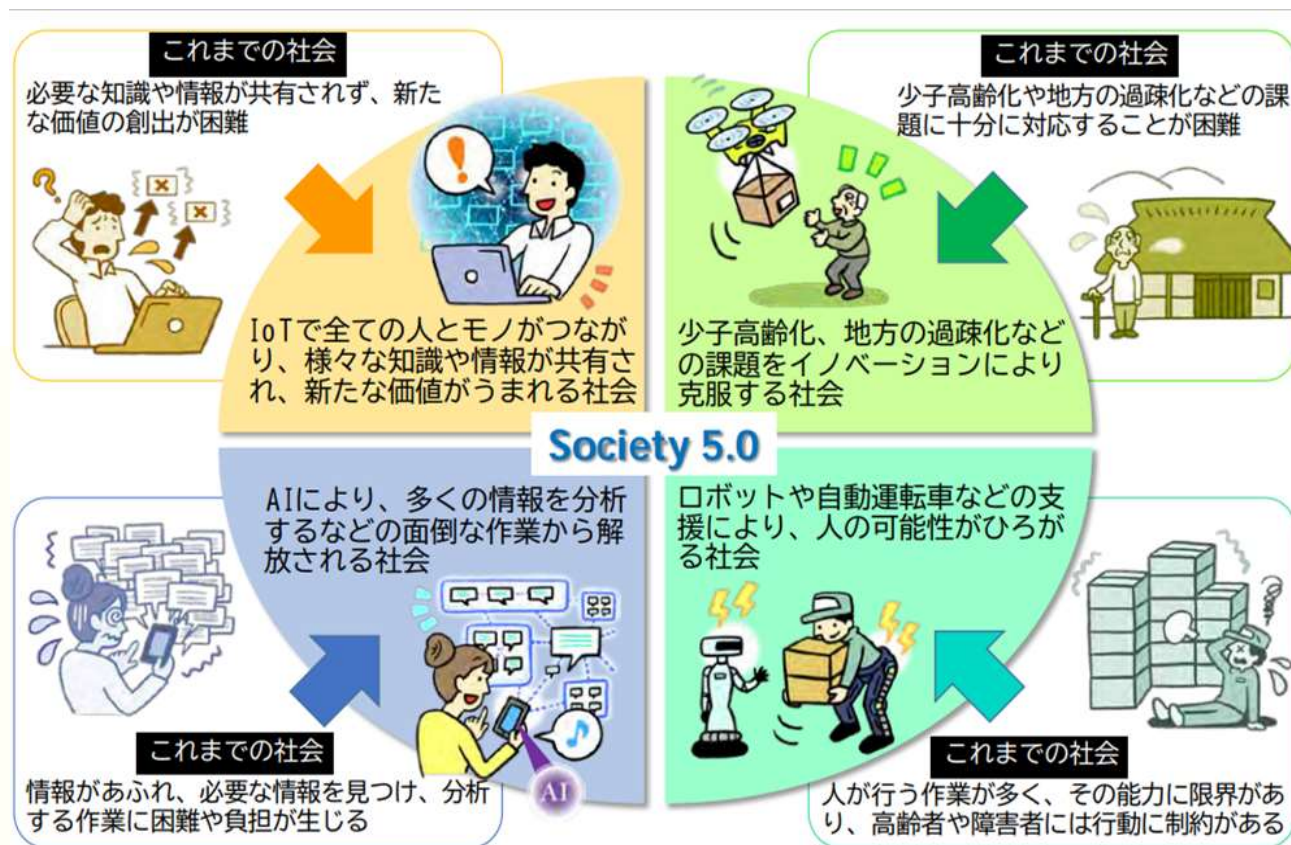 これまでの社会
必要な知識や情報が共有されず、新た
な価値の創出が困難
IoTで全ての人とモノがつなが
り、様々な知識や情報が共有さ
れ、新たな価値がうまれる社会
これまでの社会
少子高齢化や地方の過疎化などの課
題に十分に対応することが困難
少子高齢化、地方の過疎化など
の課題をイノベーションにより
克服する社会
Society 5.0
AIにより、多くの情報を分析
するなどの面倒な作業から解
放される社会
AI
これまでの社会
情報があふれ、必要な情報を見つけ、分析
する作業に困難や負担が生じる
ロボットや自動運転車などの支
援により、人の可能性がひろが
る社会
これまでの社会
人が行う作業が多く、その能力に限界があ
り、高齢者や障害者には行動に制約がある